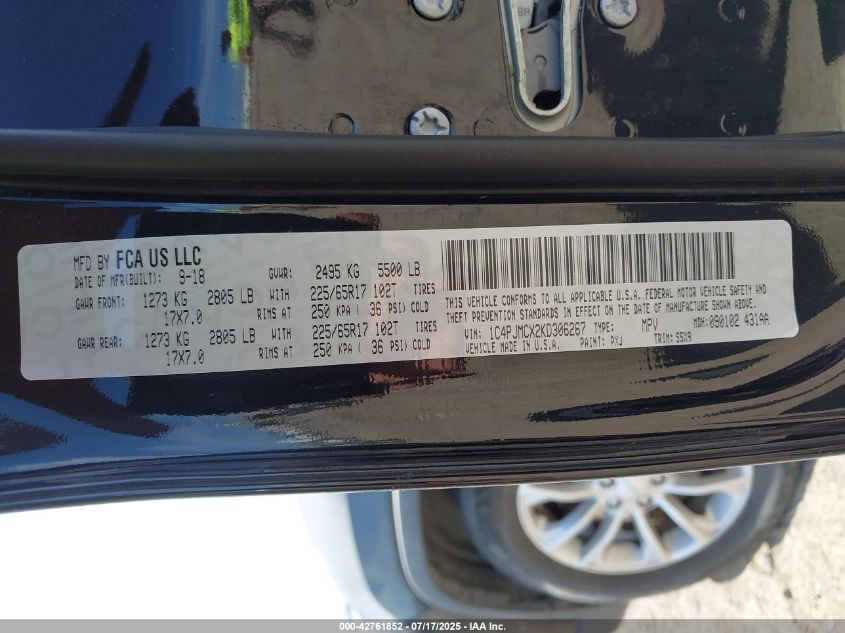 MFD BY FCA US LLC
DATE OF MFR(BUILT): 9-18 GVWR: 2495 KG 5500 LB
GAWR FRONT: 1273 KG 2805 LB WITH 225/65R17 102T TIRES
17X7.0 RIMS AT 250 KPA ( 36 PSI) COLD
GAWR REAR: 1273 KG 2805 LB WITH 225/65R17 102T TIRES
17X7.0 RIMS AT 250 KPA ( 36 PSI) COLD
THIS VEHICLE CONFORMS TO ALL APPLICABLE U.S.A. FEDERAL MOTOR VEHICLE SAFETY AND
THEFT PREVENTION STANDARDS IN EFFECT ON THE DATE OF MANUFACTURE SHOWN ABOVE.
VIN: 1C4PJMCX2KD306267 TYPE: MPV MDH: 090102 4319A
VEHICLE MADE IN U.S.A. PAINT: PXJ TRIM: S5X9
000-42761852 - 07/17/2025 - IAA Inc.